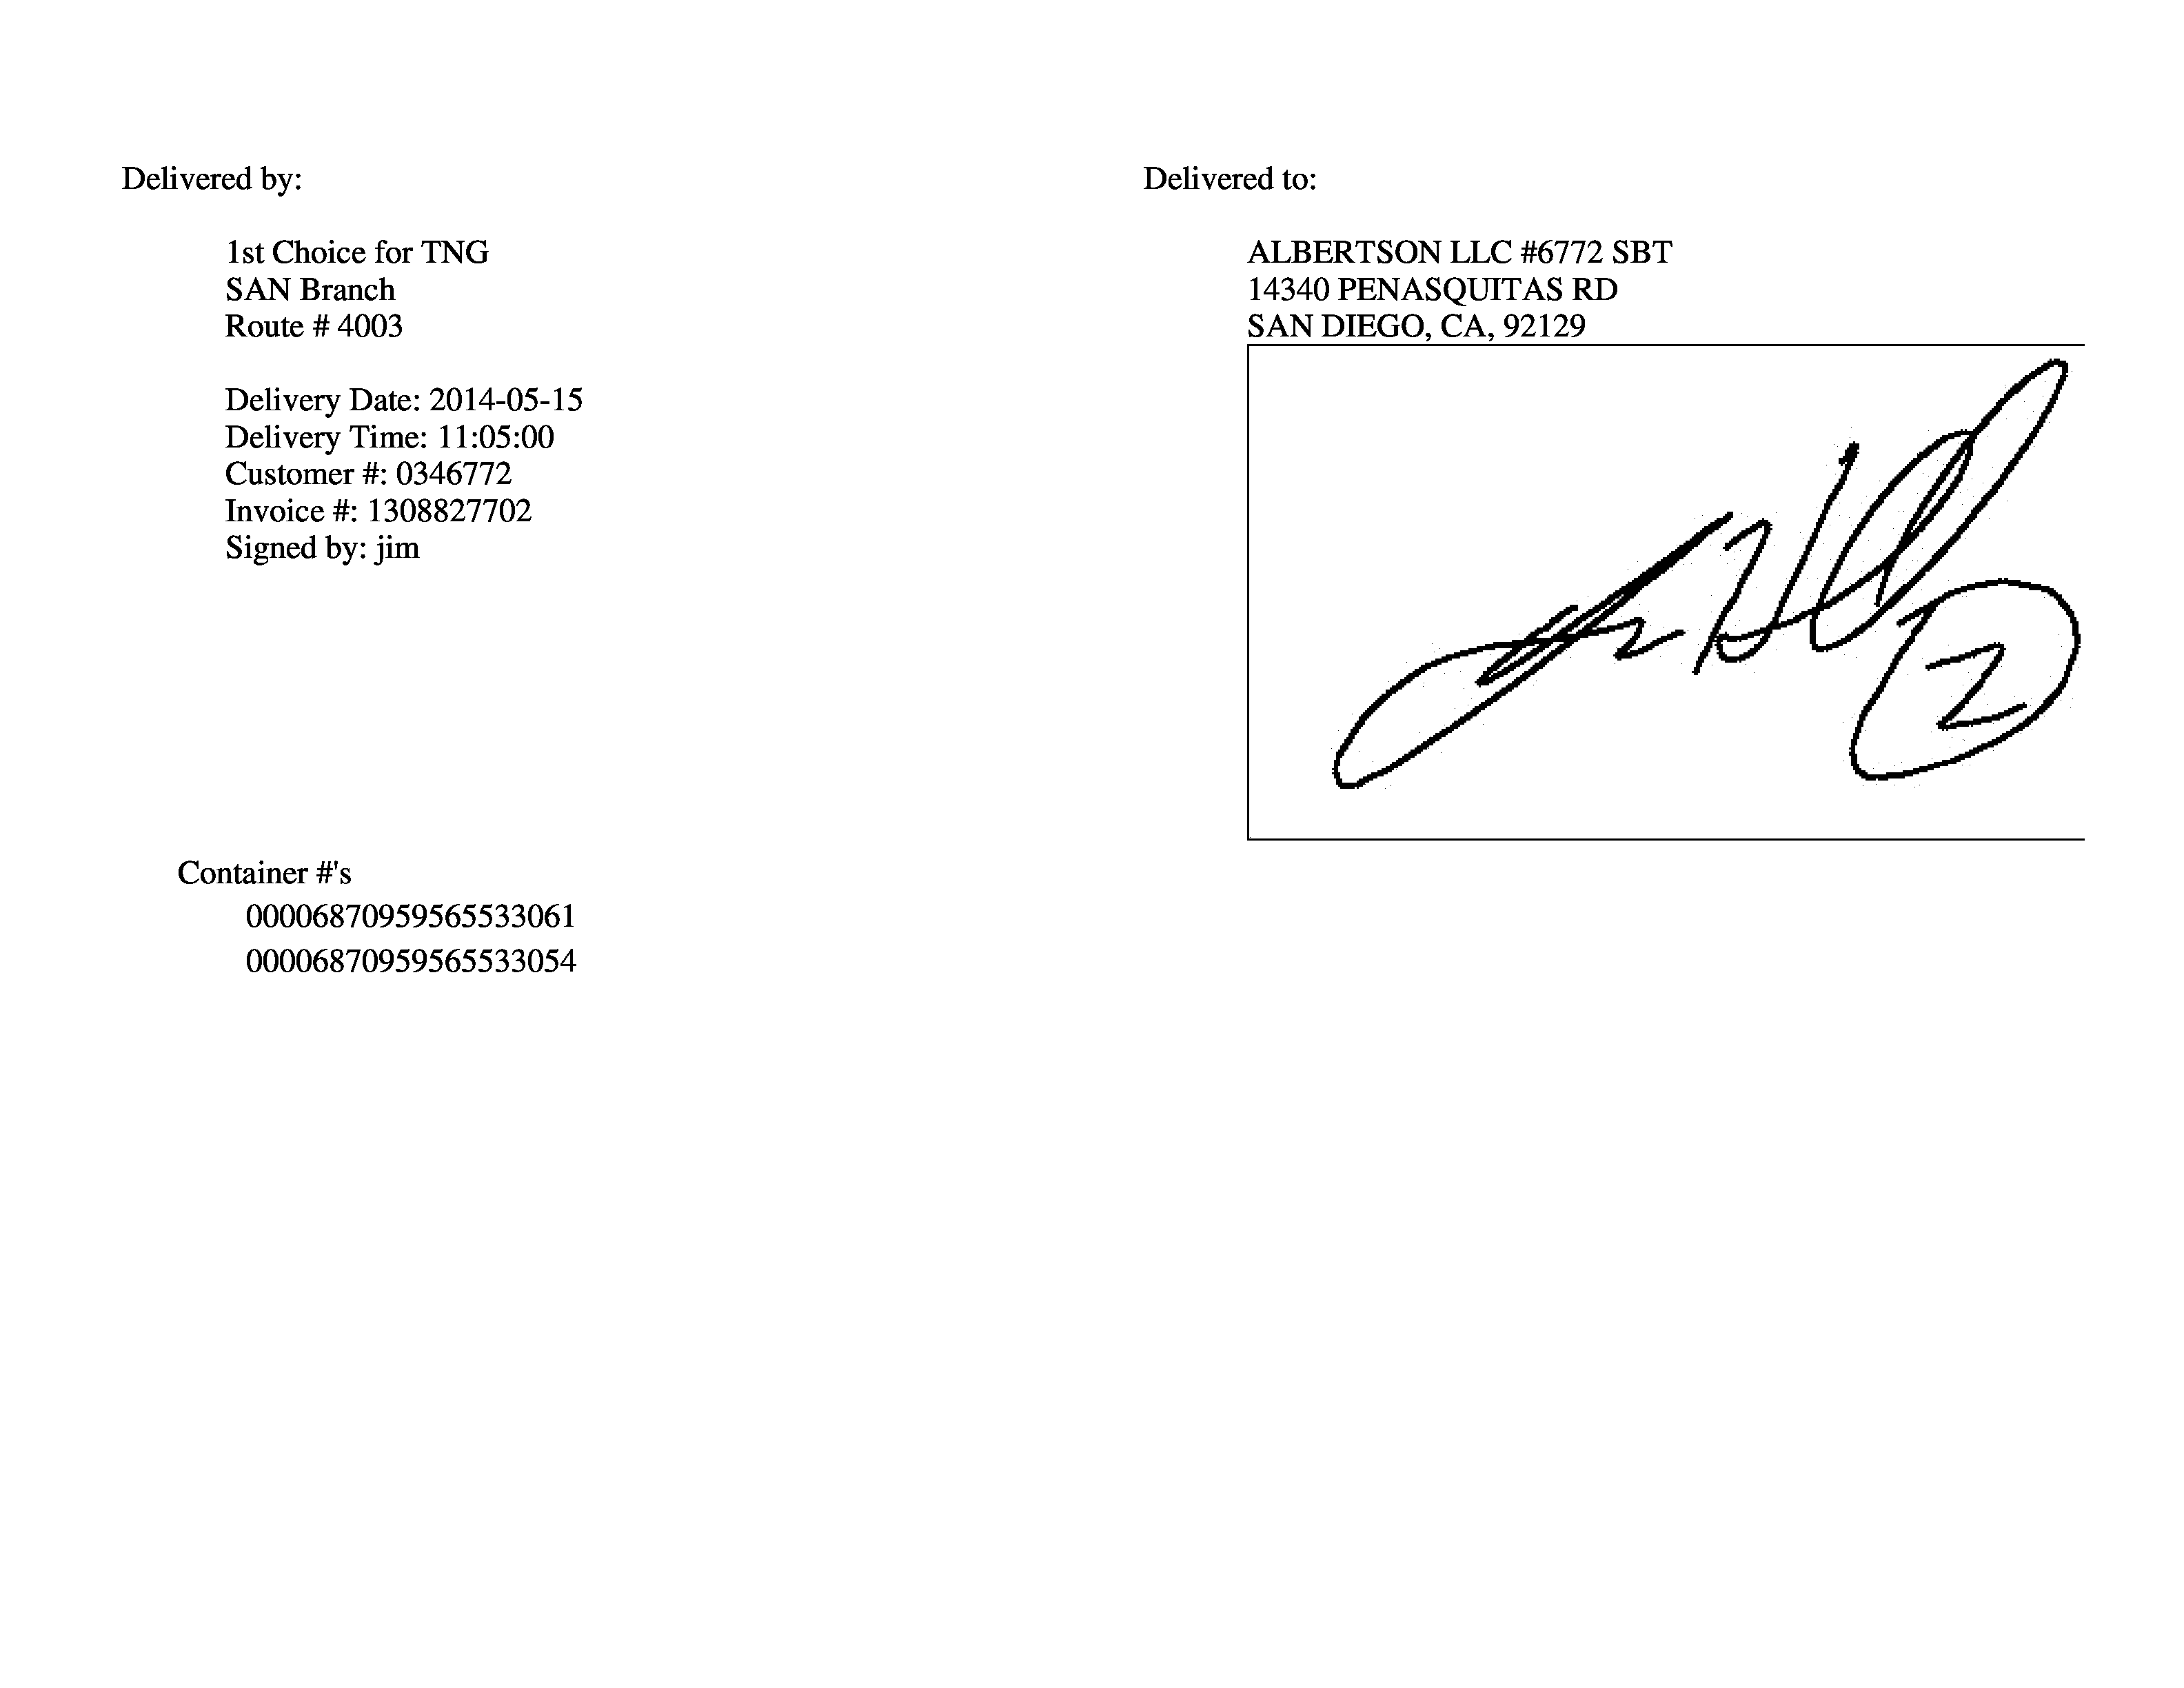 Delivered by:
1st Choice for TNG
SAN Branch
Route # 4003
Delivery Date: 2014-05-15
Delivery Time: 11:05:00
Customer #: 0346772
Invoice #: 1308827702
Signed by: jim
Delivered to:
ALBERTSON LLC #6772 SBT
14340 PENASQUITAS RD
SAN DIEGO, CA, 92129
2
Container #'s
00006870959565533061
00006870959565533054